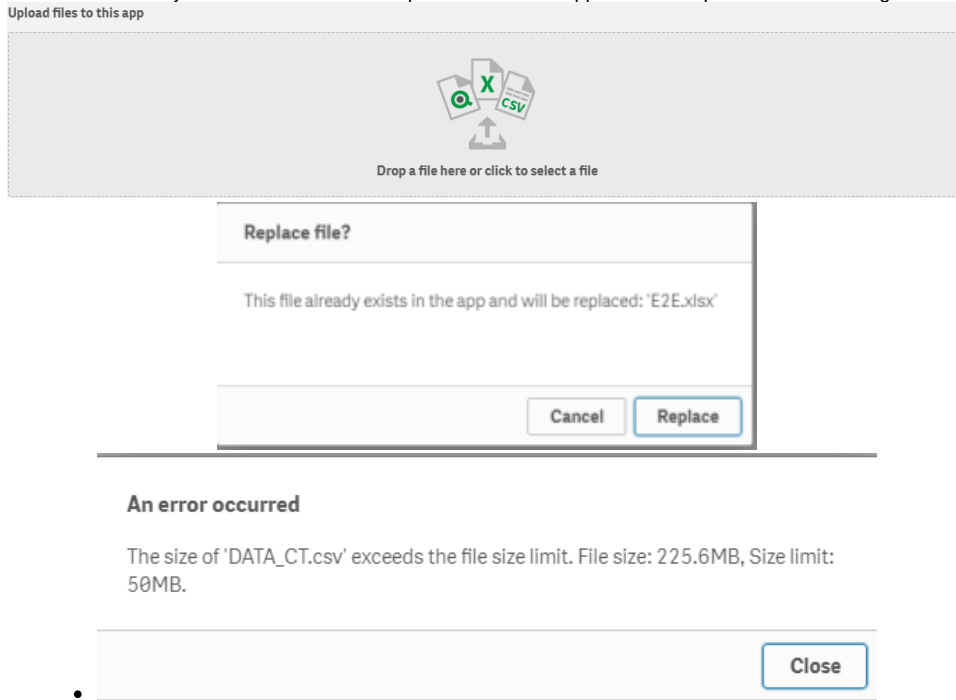 Upload files to this app
X
CSV
Drop a file here or click to select a file
Replace file?
This file already exists in the app and will be replaced: 'E2E.xlsx'
Cancel Replace
An error occurred
The size of 'DATA_CT.csv' exceeds the file size limit. File size: 225.6MB, Size limit:
50MB.
Close